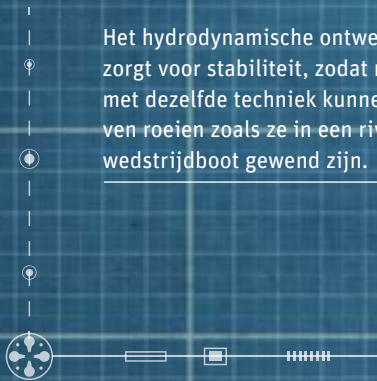 Het hydrodynamische
zorgt voor stabiliteit, zodat
met dezelfde techniek
ven roeien zoals ze in een
wedstrijdboot gewend zijn.